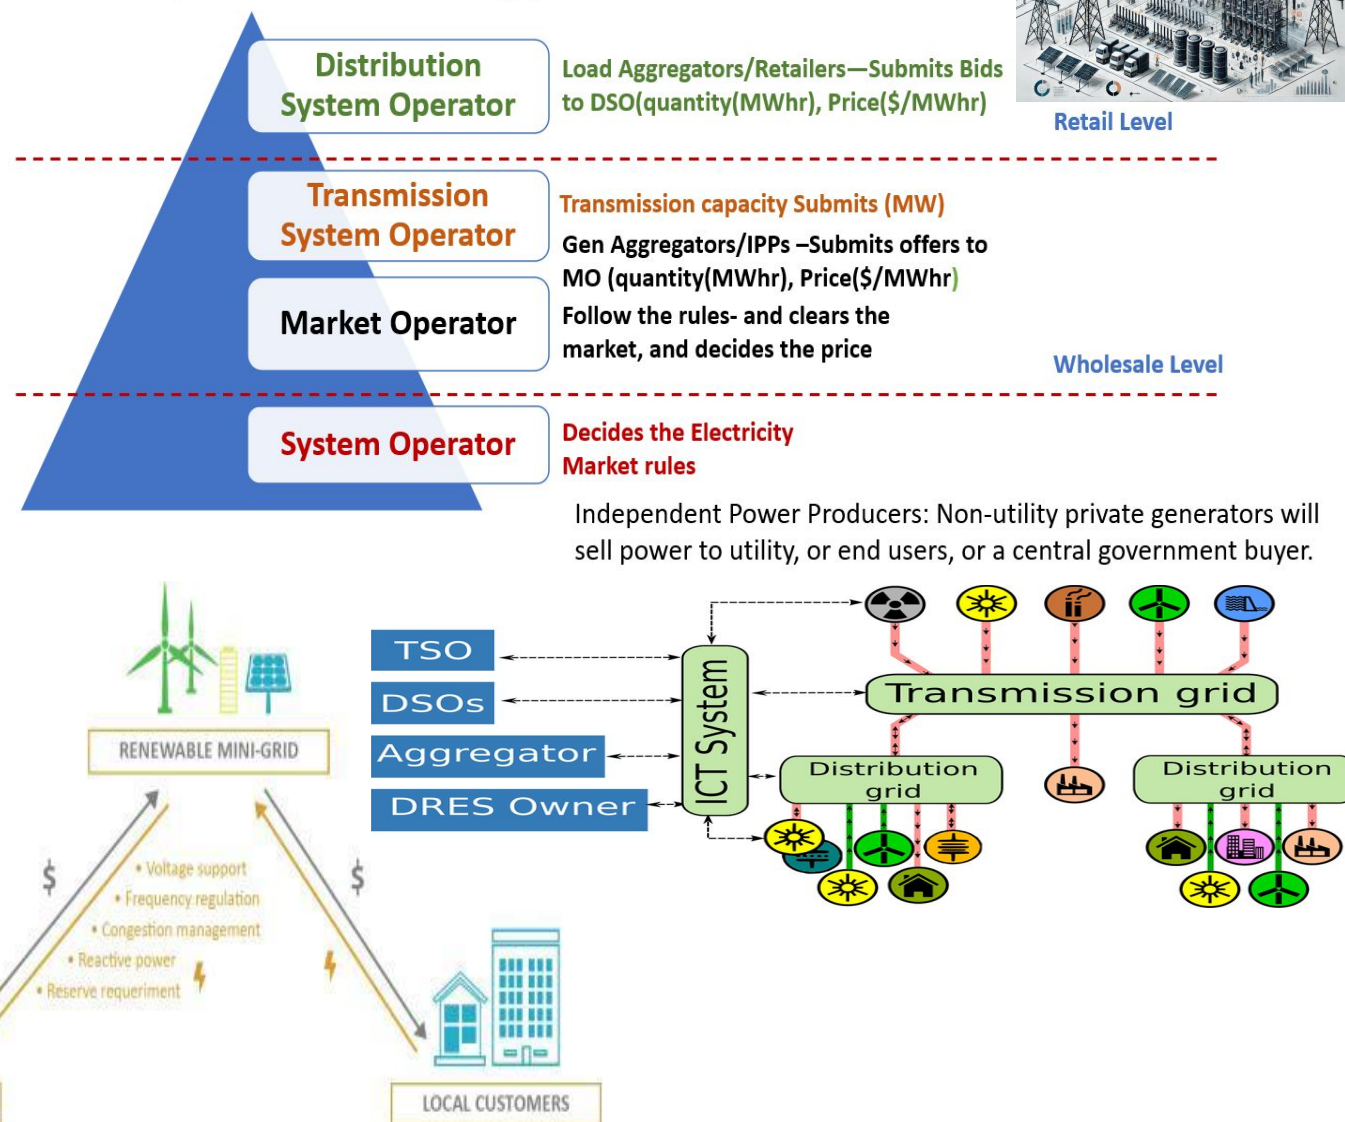 Distribution
System Operator
Load Aggregators/Retailers—Submits Bids
to DSO(quantity(MWhr), Price($/MWhr)
Retail Level
Transmission
System Operator
Transmission capacity Submits (MW)
Gen Aggregators/IPPs –Submits offers to
MO (quantity(MWhr), Price($/MWhr)
Market Operator
Follow the rules- and clears the
market, and decides the price
Wholesale Level
System Operator
Decides the Electricity
Market rules
Independent Power Producers: Non-utility private generators will
sell power to utility, or end users, or a central government buyer.
RENEWABLE MINI-GRID
$
$
• Voltage support
• Frequency regulation
• Congestion management
• Reactive power
• Reserve requeriment
LOCAL CUSTOMERS
TSO
DSOs
Aggregator
DRES Owner
ICT System
Transmission grid
Distribution
grid
Distribution
grid